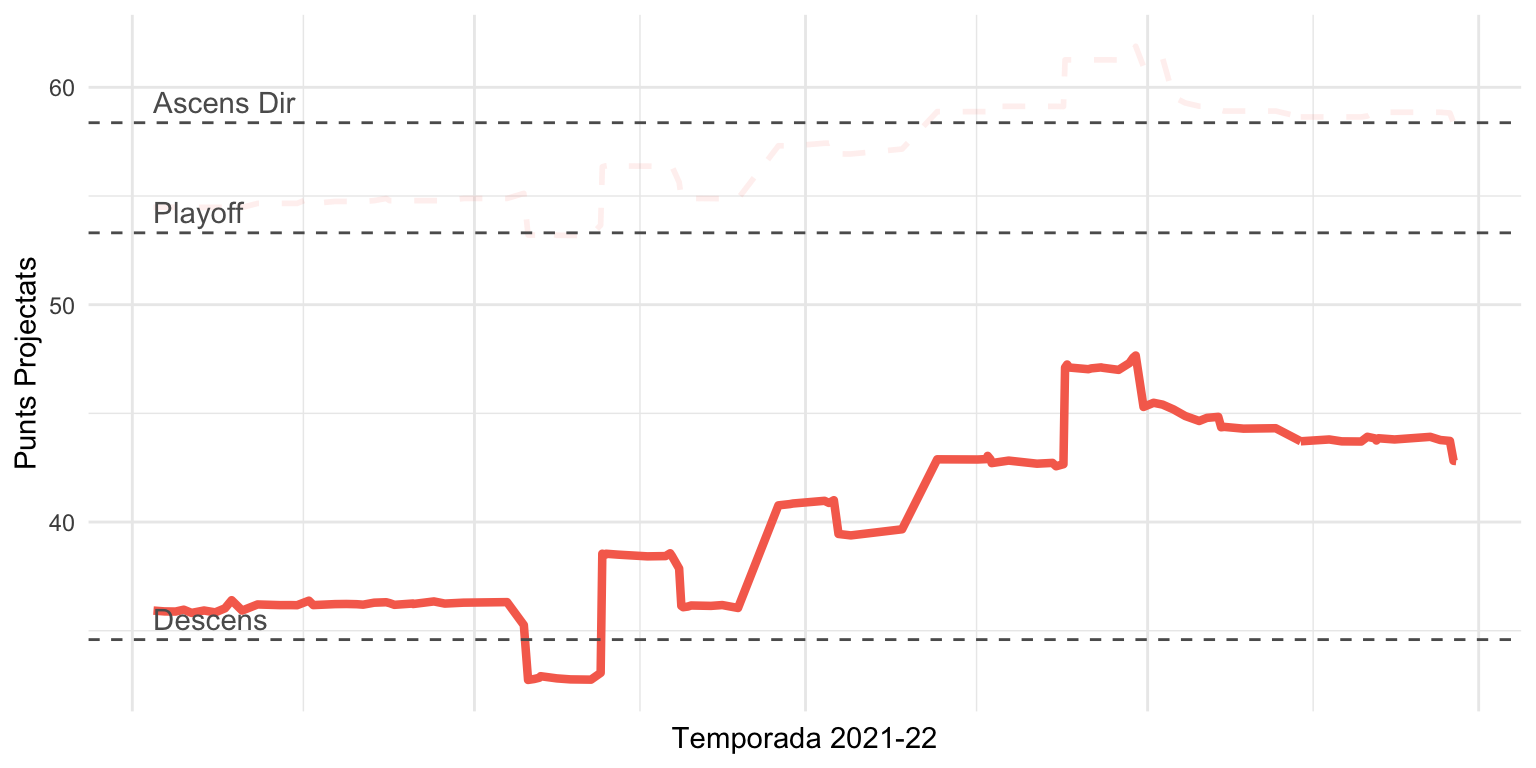 60
Ascens Dir
Playoff
50
Punts Projectats
40
Descens
Temporada 2021-22